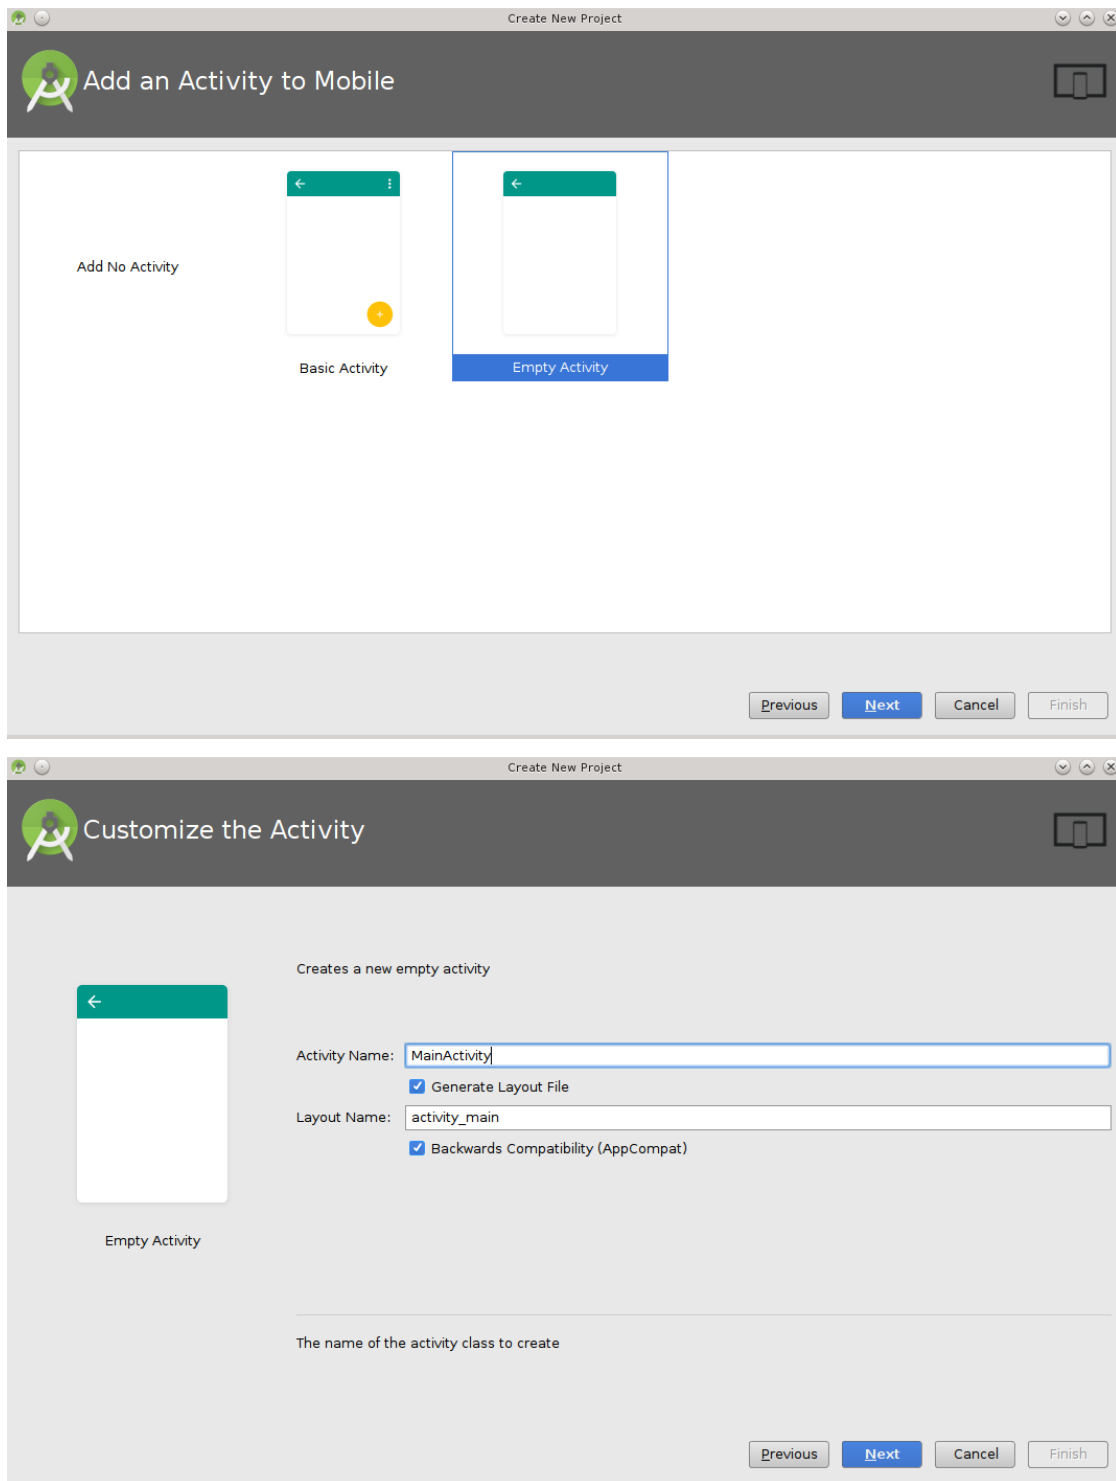 Create New Project
Add an Activity to Mobile
Add No Activity
Basic Activity
Empty Activity
Previous Next Cancel Finish
Create New Project
Customize the Activity
Creates a new empty activity
Activity Name: MainActivity
Generate Layout File
Layout Name: activity_main
Backwards Compatibility (AppCompat)
Empty Activity
The name of the activity class to create
Previous Next Cancel Finish